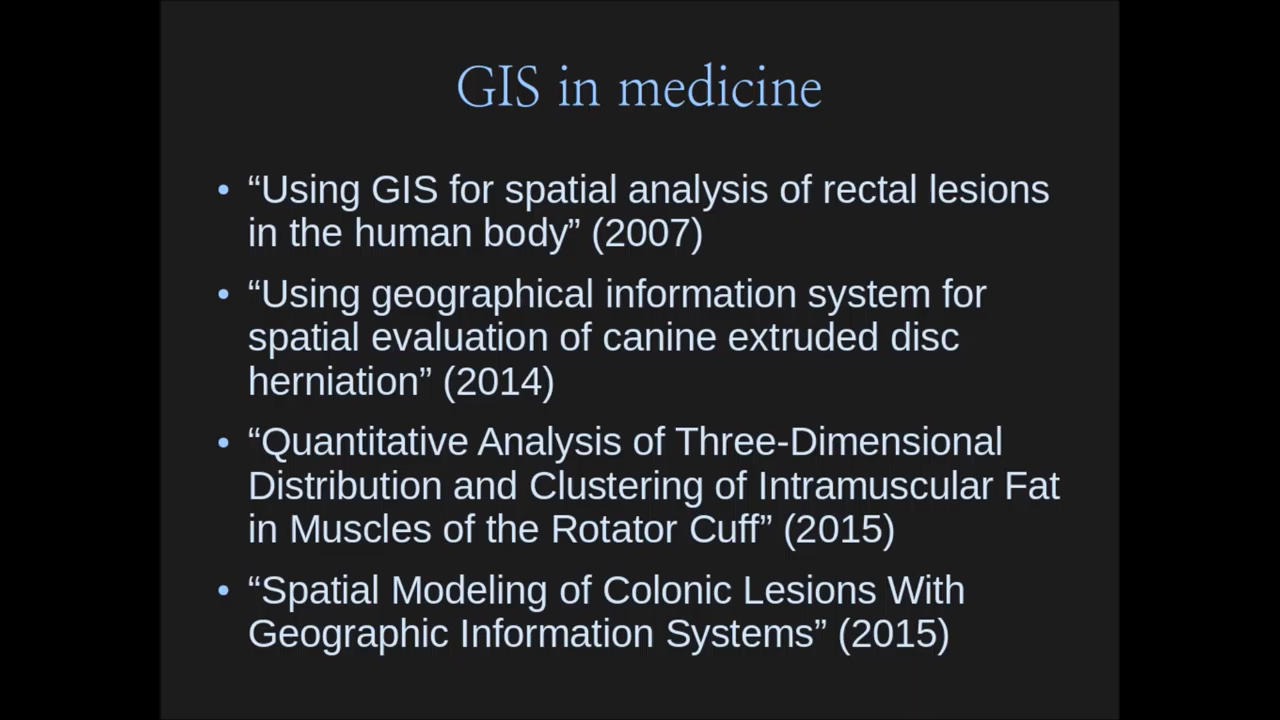 GIS in medicine
• “Using GIS for spatial analysis of rectal lesions
in the human body” (2007)
• “Using geographical information system for
spatial evaluation of canine extruded disc
herniation” (2014)
• “Quantitative Analysis of Three-Dimensional
Distribution and Clustering of Intramuscular Fat
in Muscles of the Rotator Cuff” (2015)
• “Spatial Modeling of Colonic Lesions With
Geographic Information Systems” (2015)